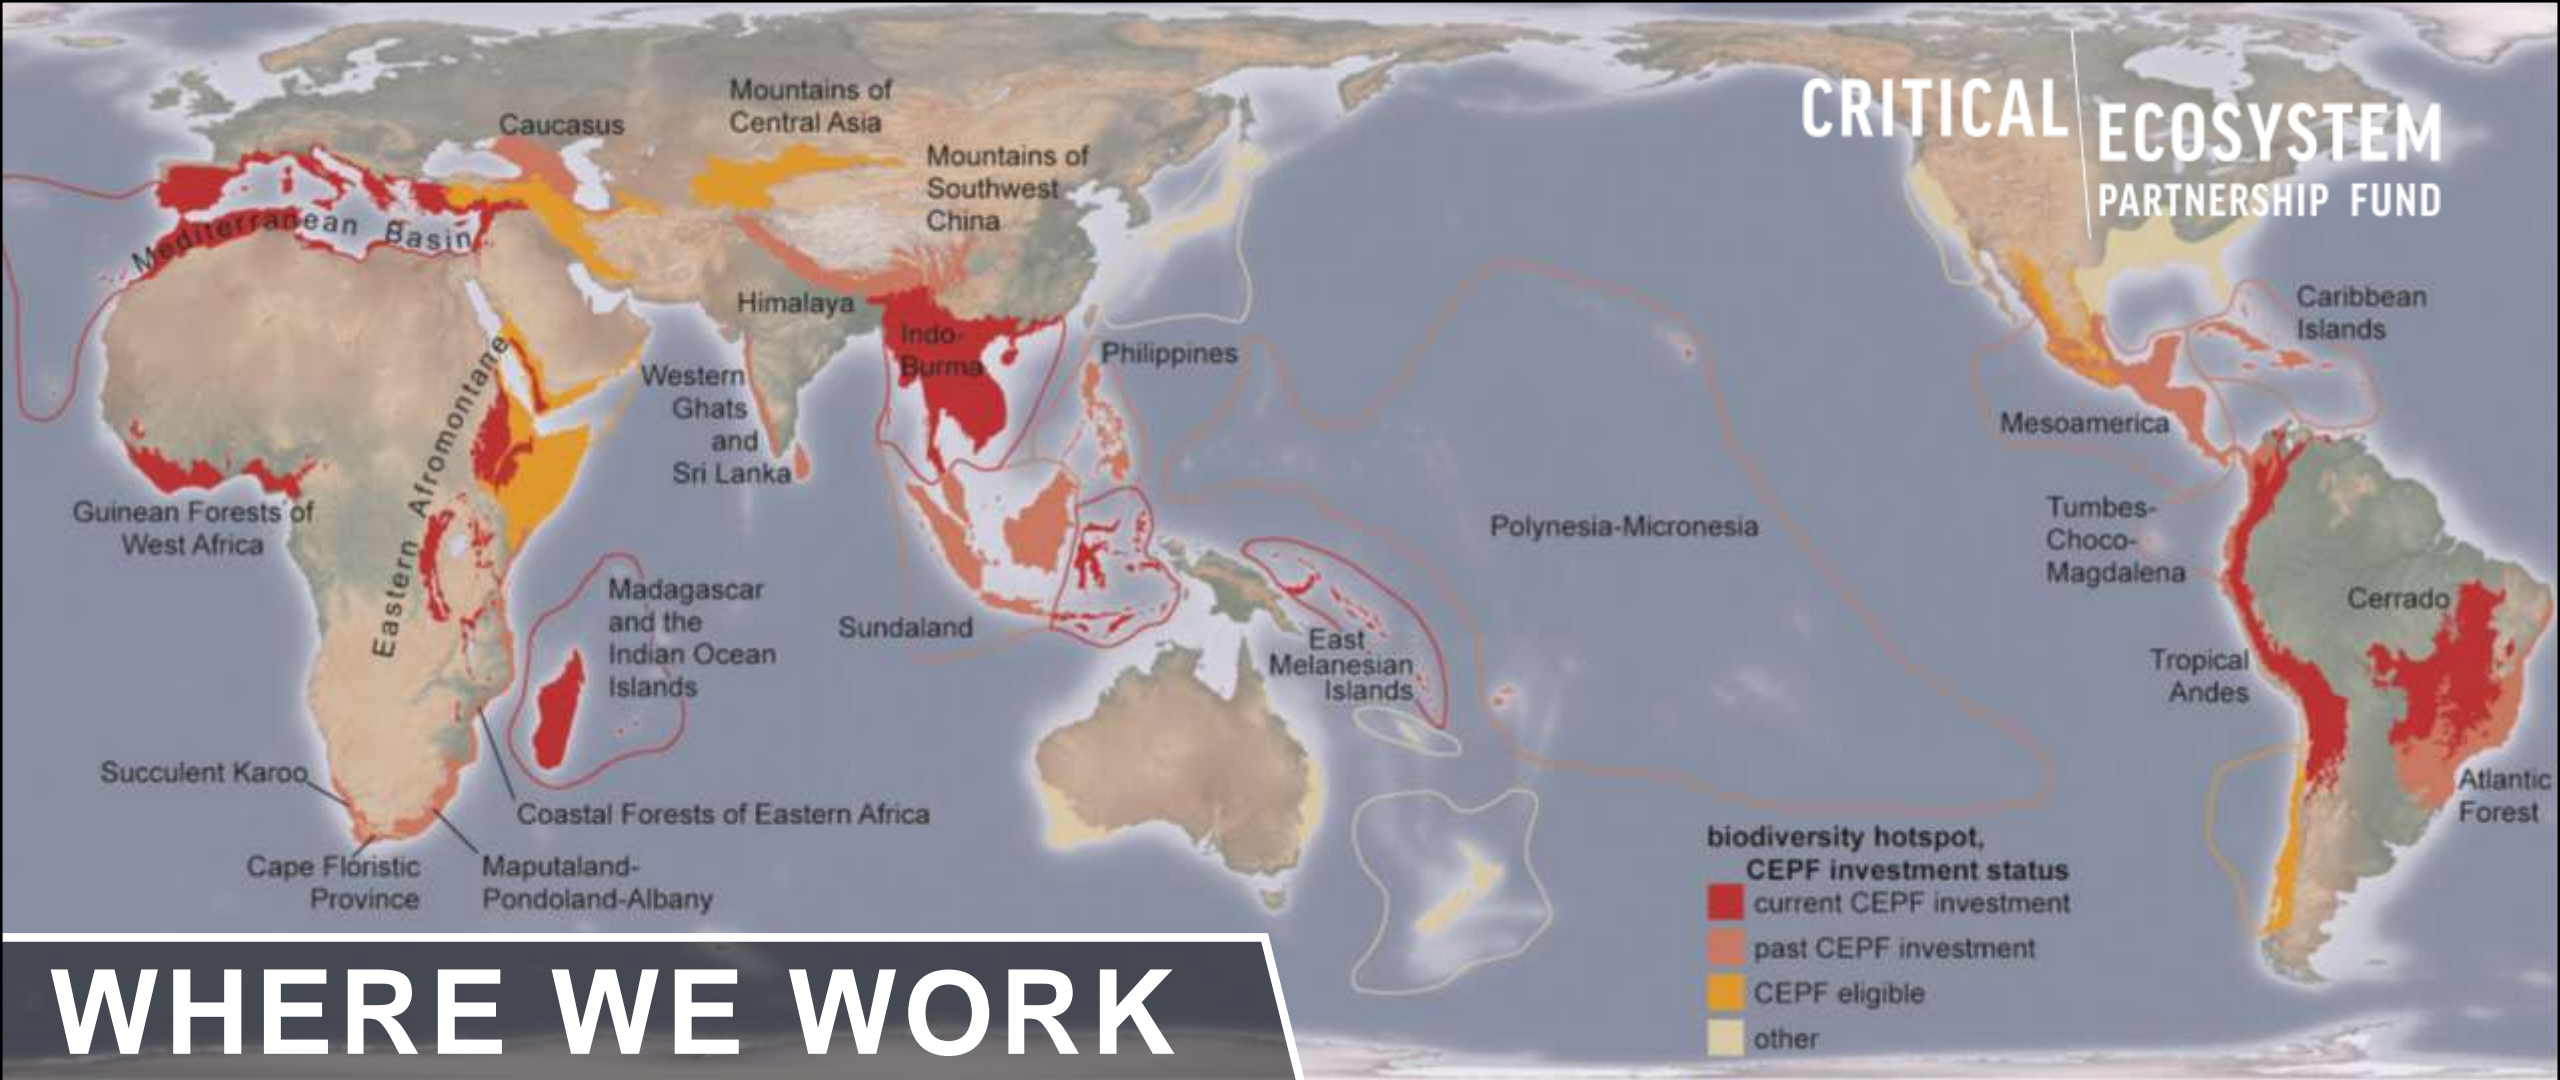 CRITICAL
ECOSYSTEM
PARTNERSHIP FUND
Mountains of
Central Asia
Caucasus
Mountains of
Southwest
China
Mediterranean Basin
Himalaya
Indo-
Burma
Philippines
Caribbean
Islands
Western
Ghats
and
Sri Lanka
Eastern Afromontane
Mesoamerica
Guinean Forests of
West Africa
Polynesia-Micronesia
Tumbes-
Choco-
Magdalena
Madagascar
and the
Indian Ocean
Islands
Sundaland
East
Melanesian
Islands
Cerrado
Tropical
Andes
Succulent Karoo
Coastal Forests of Eastern Africa
Atlantic
Forest
Cape Floristic
Province
Maputaland-
Pondoland-Albany
biodiversity hotspot,
CEPF investment status
current CEPF investment
past CEPF investment
CEPF eligible
other
WHERE WE WORK